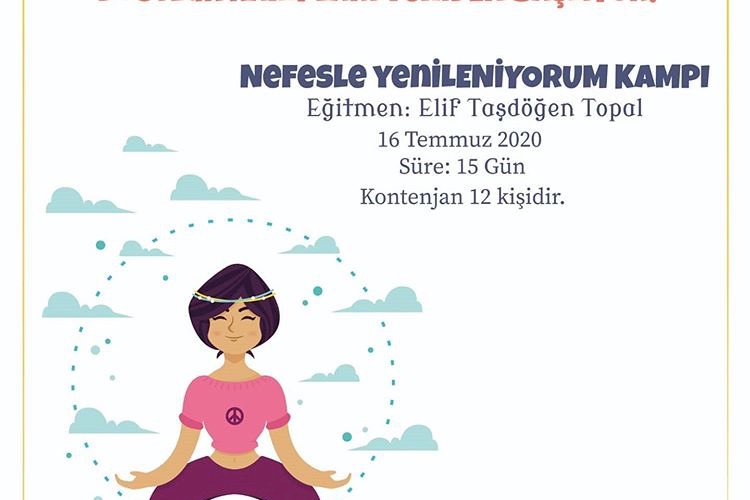 Nefesle Yenileniyorum Kampı
Eğitmen: Elif Taşdöğen Topal
16 Temmuz 2020
Süre: 15 Gün
Kontenjan 12 kişidir.